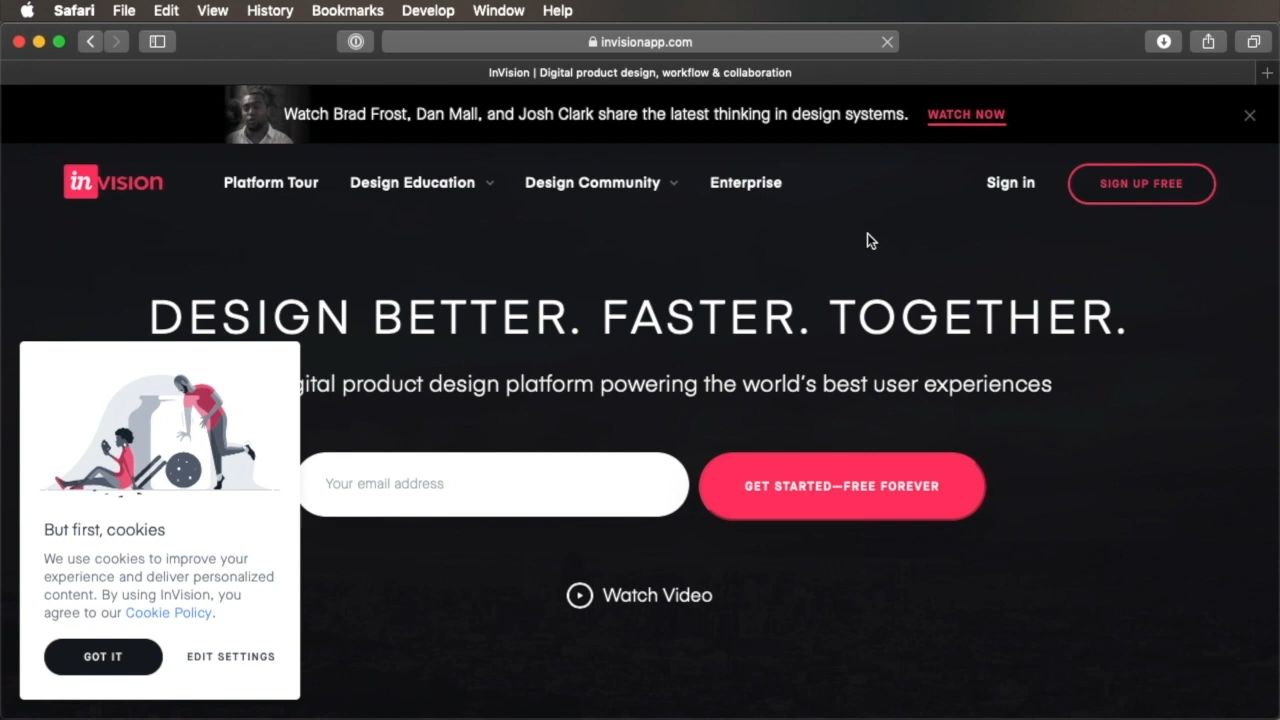 Safari File Edit View History Bookmarks Develop Window Help
invisionapp.com
InVision | Digital product design, workflow & collaboration
Watch Brad Frost, Dan Mall, and Josh Clark share the latest thinking in design systems. WATCH NOW
in VISION Platform Tour Design Education Design Community Enterprise Sign in SIGN UP FREE
DESIGN BETTER. FASTER. TOGETHER.
product design platform powering the world's best user experiences
Your email address GET STARTED—FREE FOREVER
Watch Video
But first, cookies
We use cookies to improve your
experience and deliver personalized
content. By using InVision, you
agree to our Cookie Policy.
GOT IT EDIT SETTINGS